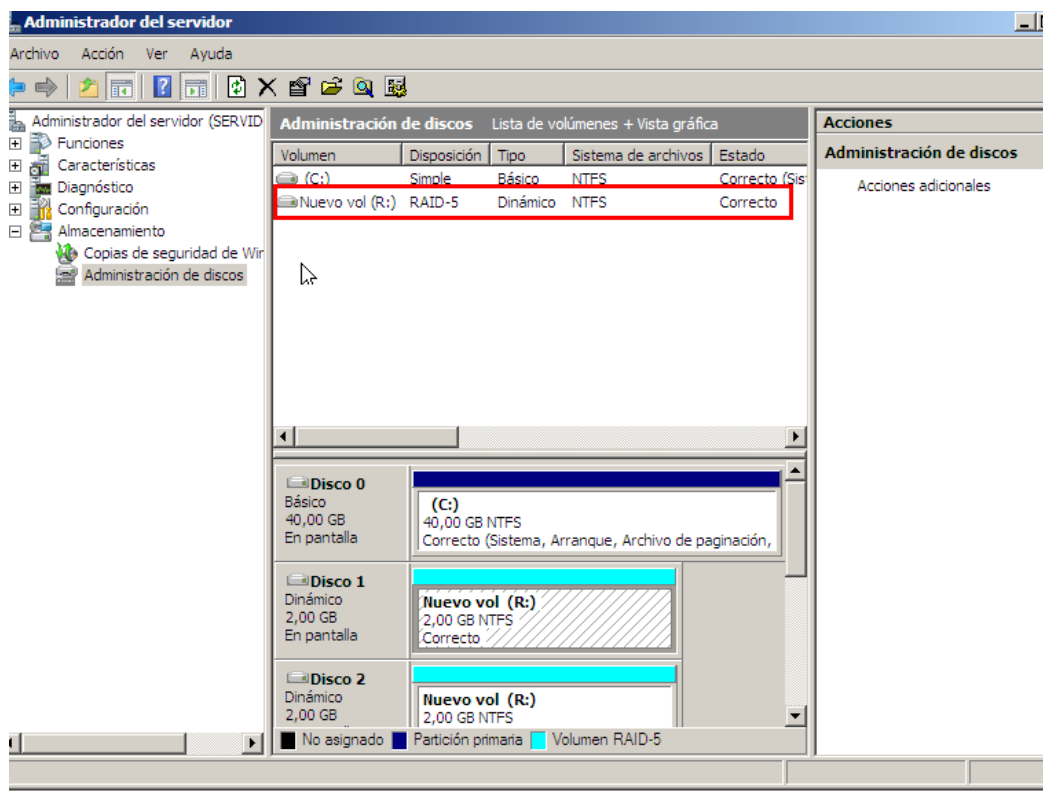 Administrador del servidor
Archivo Acción Ver Ayuda
Administrador del servidor (SERVID
Funciones
Características
Diagnóstico
Configuración
Almacenamiento
Copias de seguridad de Wir
Administración de discos
Administración de discos Lista de volúmenes + Vista gráfica
Volumen Disposición Tipo Sistema de archivos Estado
(C:) Simple Básico NTFS Correcto (Sis
Nuevo vol (R:) RAID-5 Dinámico NTFS Correcto
Disco 0
Básico
40,00 GB
En pantalla
(C:)
40,00 GB NTFS
Correcto (Sistema, Arranque, Archivo de paginación,
Disco 1
Dinámico
2,00 GB
En pantalla
Nuevo vol (R:)
2,00 GB NTFS
Correcto
Disco 2
Dinámico
2,00 GB
Nuevo vol (R:)
2,00 GB NTFS
No asignado Partición primaria Volumen RAID-5
Acciones
Administración de discos
Acciones adicionales